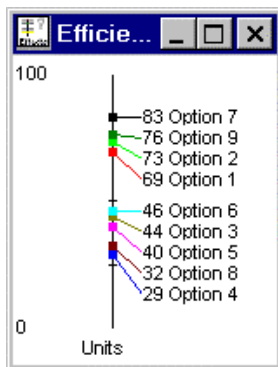 Efficie...
100
83 Option 7
76 Option 9
73 Option 2
69 Option 1
46 Option 6
44 Option 3
40 Option 5
32 Option 8
29 Option 4
0
Units